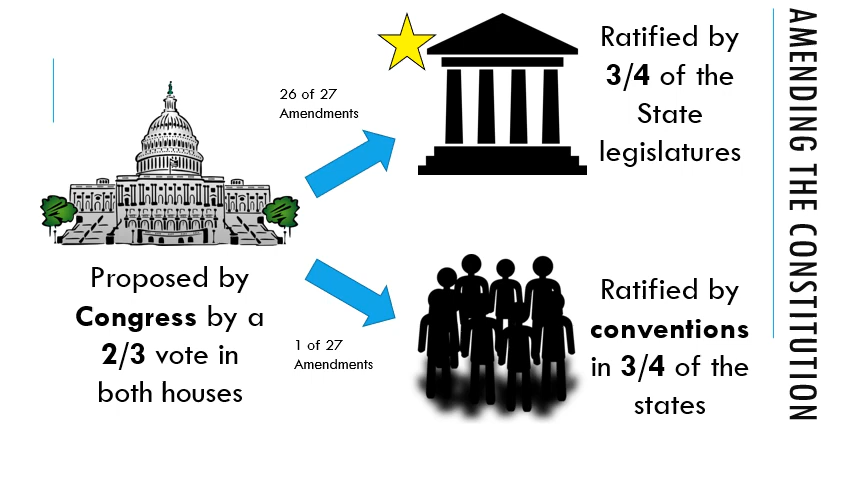 AMENDING THE CONSTITUTION
Proposed by
Congress by a
2/3 vote in
both houses
26 of 27
Amendments
Ratified by
3/4 of the
State
legislatures
1 of 27
Amendments
Ratified by
conventions
in 3/4 of the
states